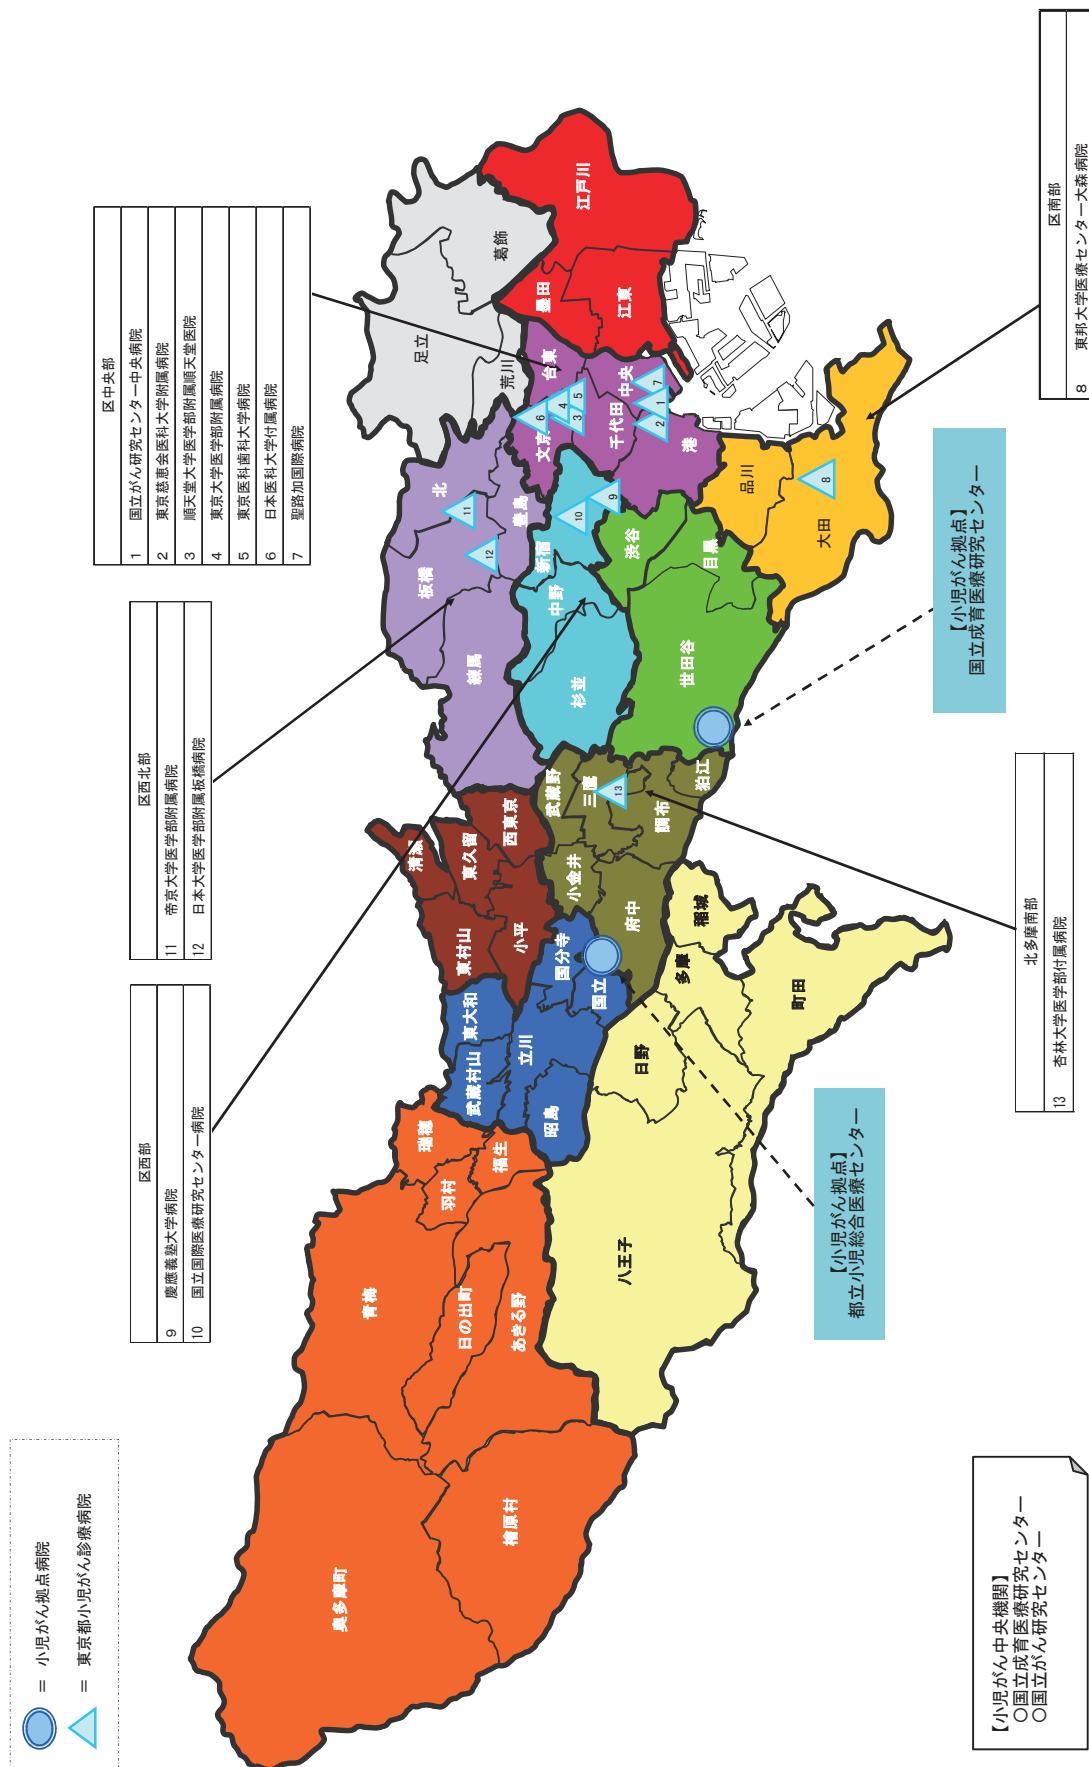 ＝ 小児がん拠点病院
＝ 東京都小児がん診療病院
区西部
9 慶應義塾大学病院
10 国立国際医療研究センター病院
区西北部
11 帝京大学医学部附属病院
12 日本大学医学部附属板橋病院
区中央部
1 国立がん研究センター中央病院
2 東京慈恵会医科大学附属病院
3 順天堂大学医学部附属順天堂医院
4 東京大学医学部附属病院
5 東京医科歯科大学病院
6 日本医科大学付属病院
7 聖路加国際病院
奥多摩町
青梅
檜原村
日の出町
あきる野
羽村
瑞穂
福生
武蔵村山
東大和
立川
昭島
国分寺
国立
東村山
清瀬
東久留
小平
西東京
武蔵野
三鷹
小金井
府中
調布
狛江
13
八王子
日野
多摩
稲城
町田
練馬
板橋
北
豊島
11
12
杉並
中野
新宿
10
9
世田谷
渋谷
目黒
品川
大田
8
足立
葛飾
荒川
文京
台東
千代田
中央
港
6
4
5
3
7
1
2
墨田
江東
江戸川
【小児がん中央機関】
○国立成育医療研究センター
○国立がん研究センター
【小児がん拠点】
都立小児総合医療センター
北多摩南部
13 杏林大学医学部付属病院
【小児がん拠点】
国立成育医療研究センター
区南部
8 東邦大学医療センター大森病院